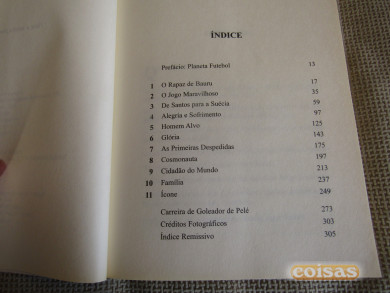 ÍNDICE
Prefácio: Planeta Futebol 13
1 O Rapaz de Bauru 17
2 O Jogo Maravilhoso 35
3 De Santos para a Suécia 59
4 Alegria e Sofrimento 97
5 Homem Alvo 125
6 Glória 143
7 As Primeiras Despedidas 175
8 Cosmonauta 197
9 Cidadão do Mundo 213
10 Família 237
11 Ícone 249
Carreira de Goleador de Pelé 273
Créditos Fotográficos 303
Índice Remissivo 305
coisas